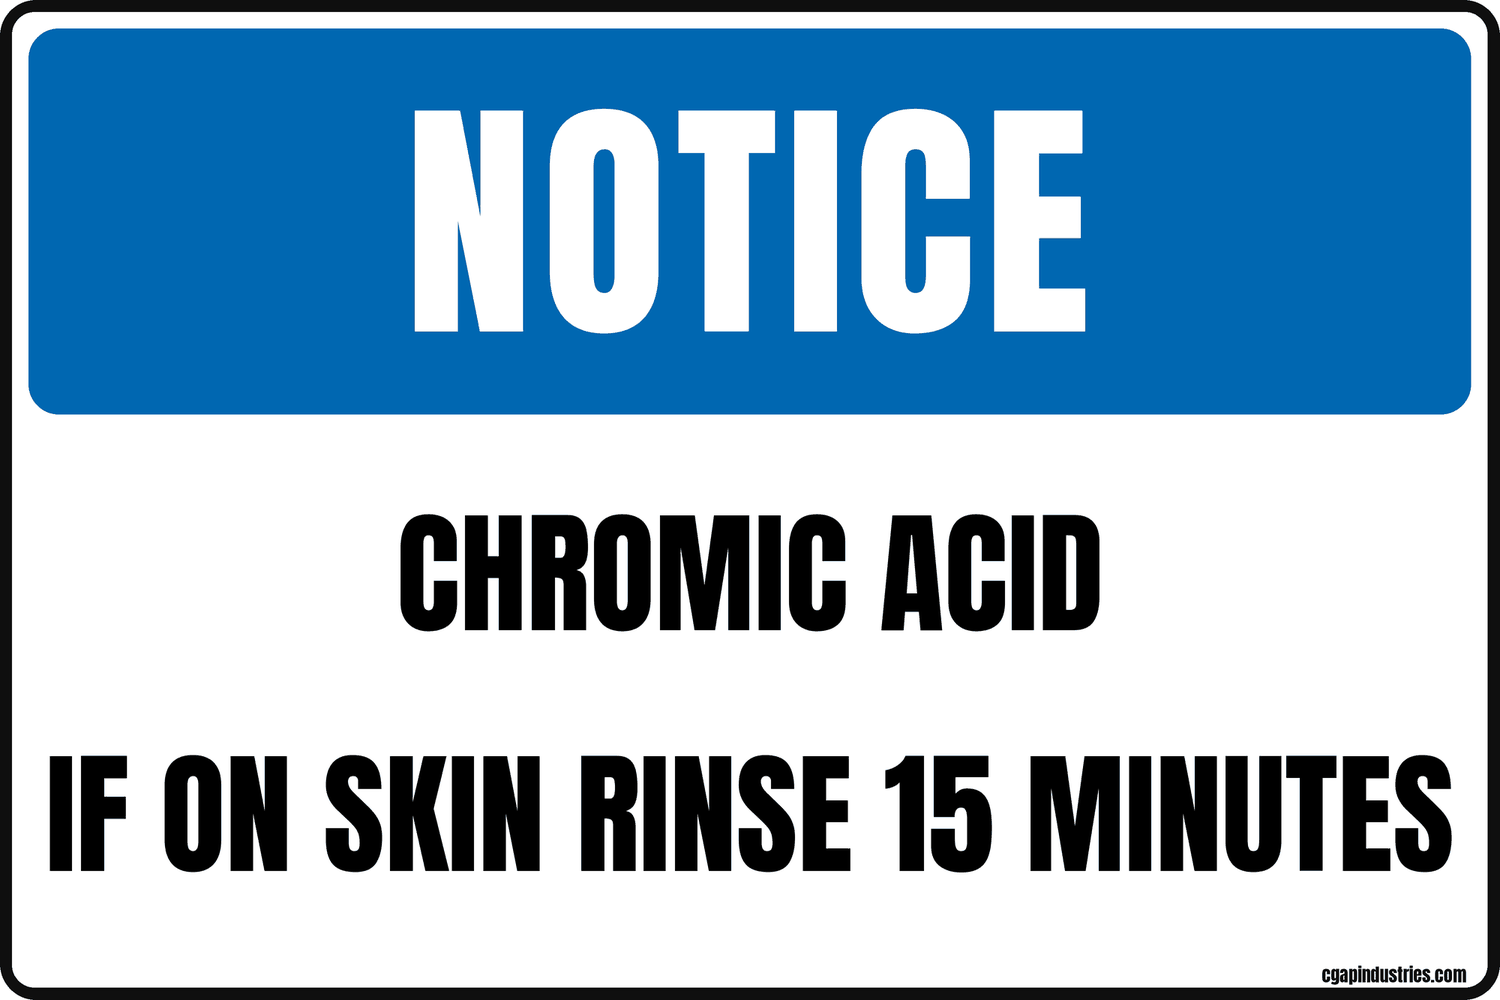 NOTICE
CHROMIC ACID
IF ON SKIN RINSE 15 MINUTES
cgapindustries.com